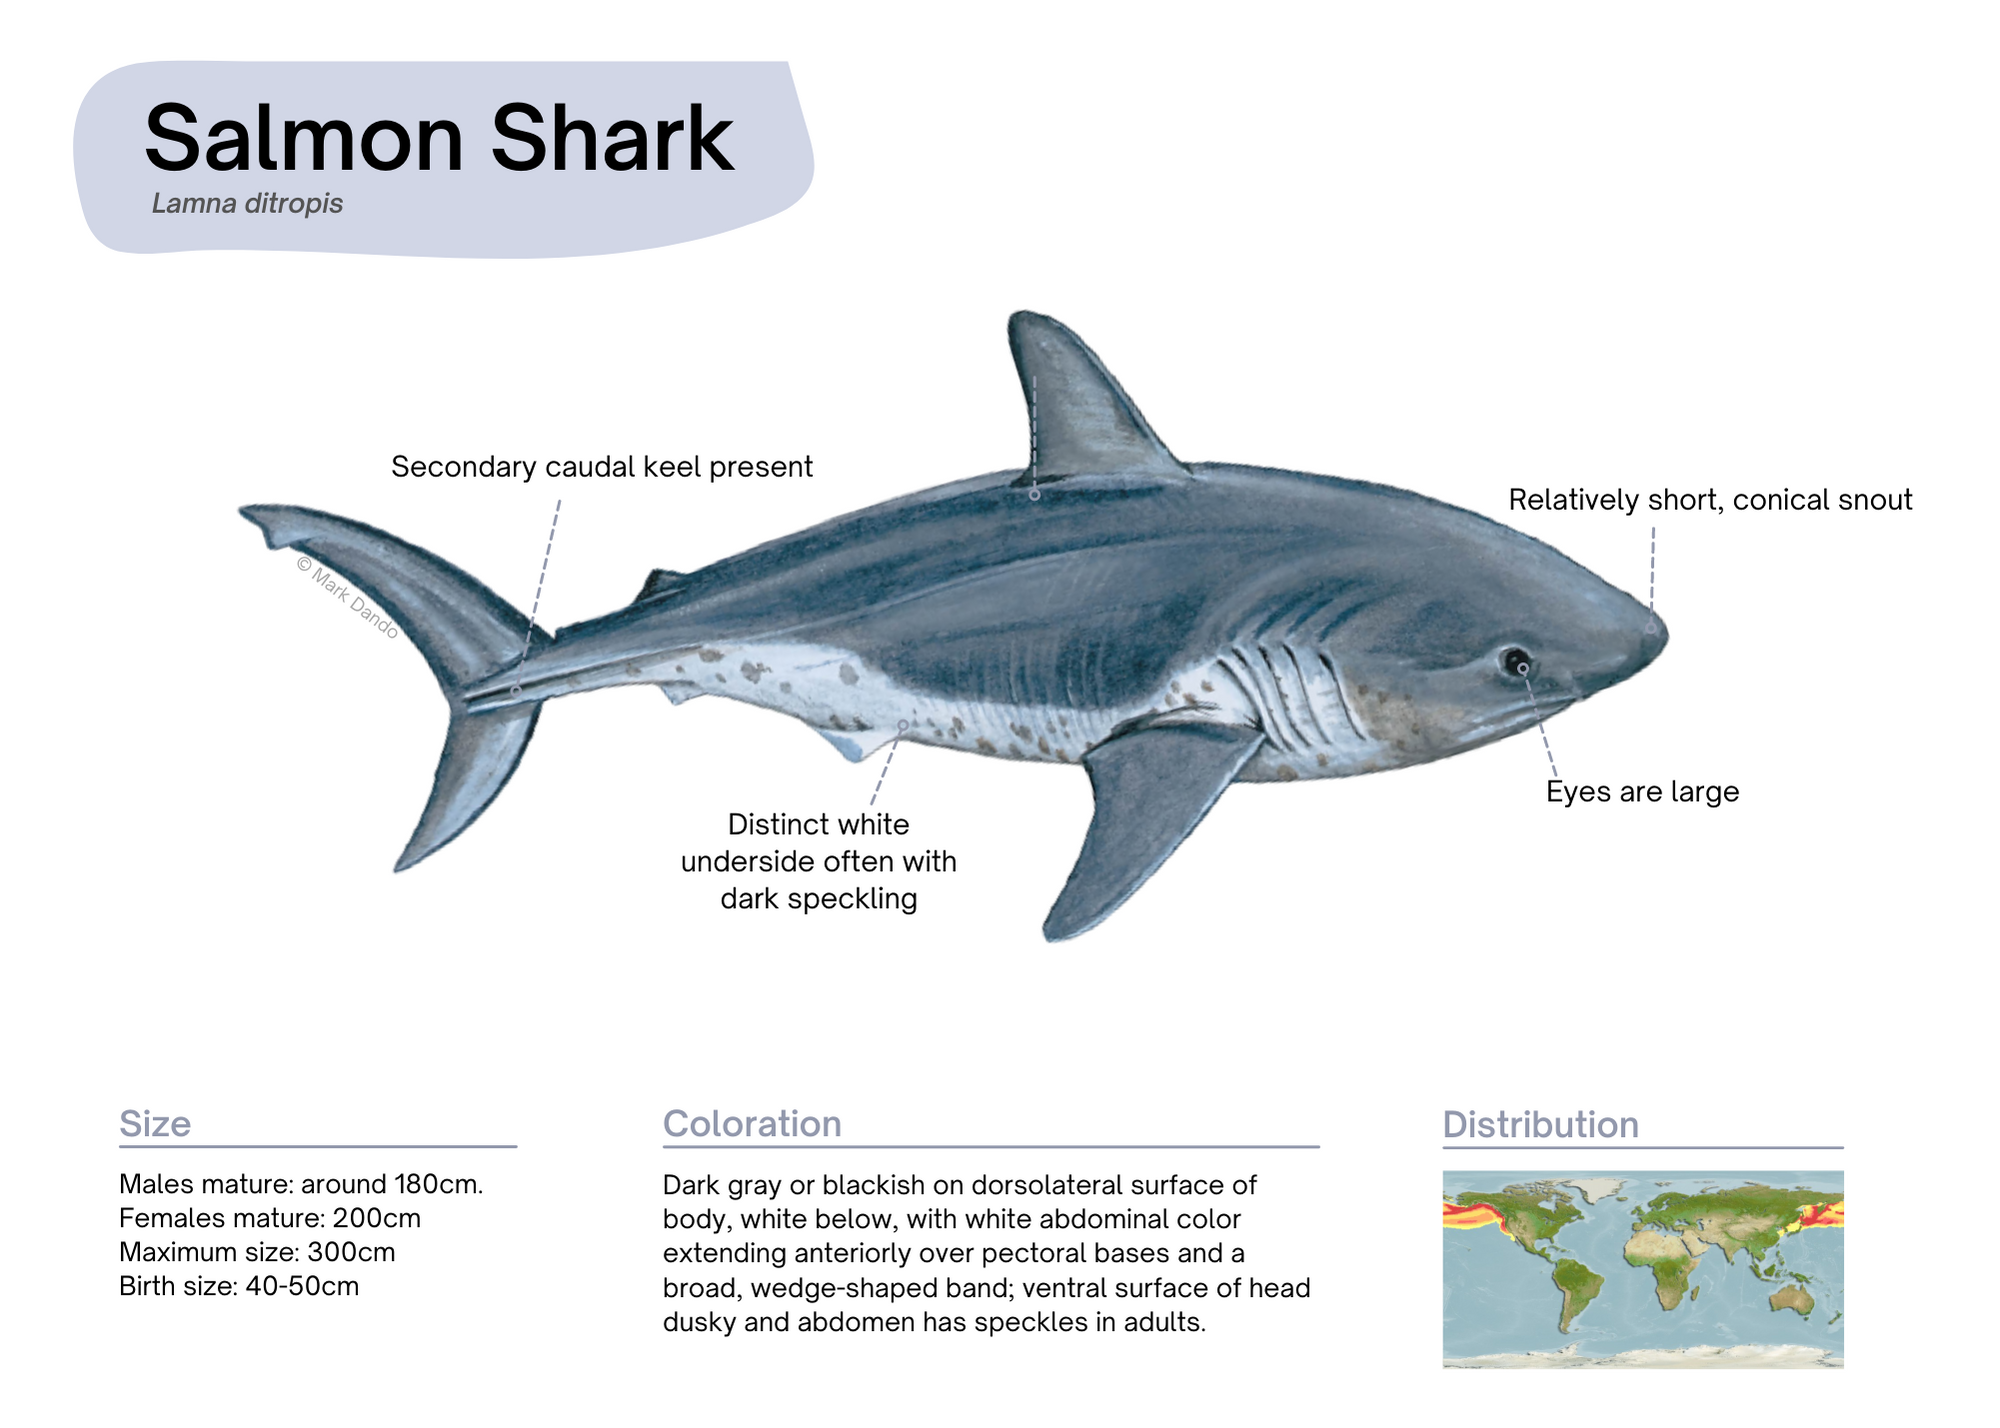 Salmon Shark
Lamna ditropis
Secondary caudal keel present
Relatively short, conical snout
© Mark Dando
Eyes are large
Distinct white
underside often with
dark speckling
Size
Males mature: around 180cm.
Females mature: 200cm
Maximum size: 300cm
Birth size: 40-50cm
Coloration
Dark gray or blackish on dorsolateral surface of
body, white below, with white abdominal color
extending anteriorly over pectoral bases and a
broad, wedge-shaped band; ventral surface of head
dusky and abdomen has speckles in adults.
Distribution